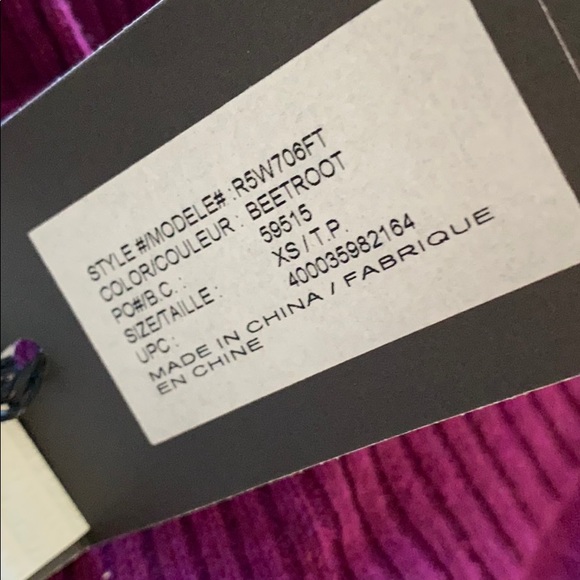 STYLE #/MODELE# : R5W706FT
COLOR/COULEUR : BEETROOT
PO#/B.C. : 59515
SIZE/TAILLE : XS / T.P.
UPC : 400035982164
MADE IN CHINA / FABRIQUE
EN CHINE